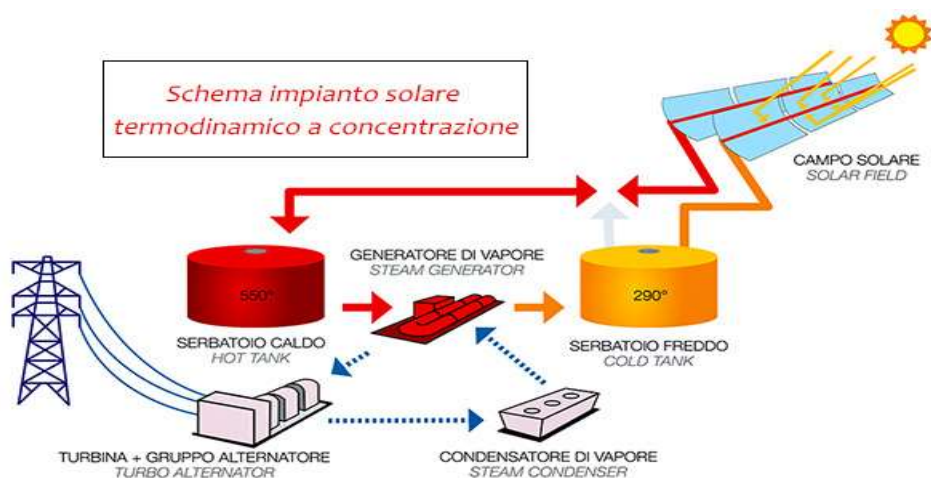 Schema impianto solare
termodinamico a concentrazione
CAMPO SOLARE
SOLAR FIELD
GENERATORE DI VAPORE
STEAM GENERATOR
550°
290°
SERBATOIO CALDO
HOT TANK
SERBATOIO FREDDO
COLD TANK
TURBINA + GRUPPO ALTERNATORE
TURBO ALTERNATOR
CONDENSATORE DI VAPORE
STEAM CONDENSER